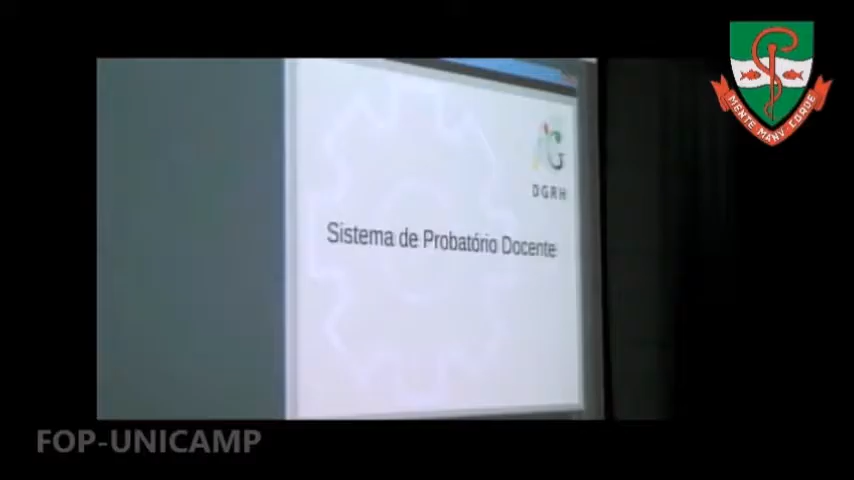 MENTE MANV CORDE
DGRH
Sistema de Probatório Docente
FOP-UNICAMP